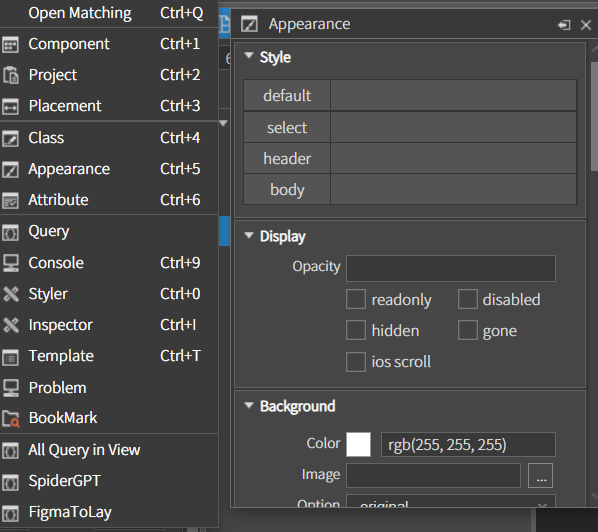 Open Matching Ctrl+Q
Component Ctrl+1
Project Ctrl+2
Placement Ctrl+3
Class Ctrl+4
Appearance Ctrl+5
Attribute Ctrl+6
Query
Console Ctrl+9
Styler Ctrl+0
Inspector Ctrl+I
Template Ctrl+T
Problem
BookMark
All Query in View
SpiderGPT
FigmaToLay
Appearance
Style
default
select
header
body
Display
Opacity
readonly disabled
hidden gone
ios scroll
Background
Color rgb(255, 255, 255)
Image ...
Option original